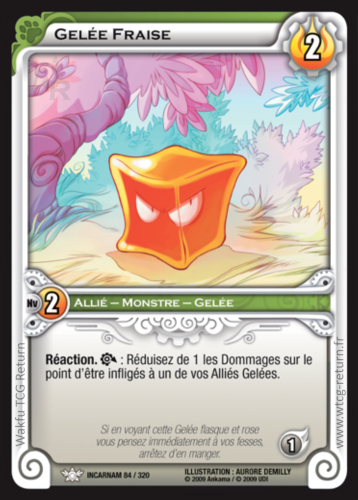 Gelée Fraise
2
Nv 2
Allié – Monstre – Gelée
Réaction. : Réduisez de 1 les Dommages sur le
point d'être infligés à un de vos Alliés Gelées.
Si en voyant cette Gelée flasque et rose
vous pensez immédiatement à vos fesses,
arrêtez d'en manger.
1
INCARNAM 84 / 320
ILLUSTRATION : AURORE DEMILLY
© 2009 Ankama / © 2009 UDI
Wakfu TCG Return
www.wtcg-return.fr